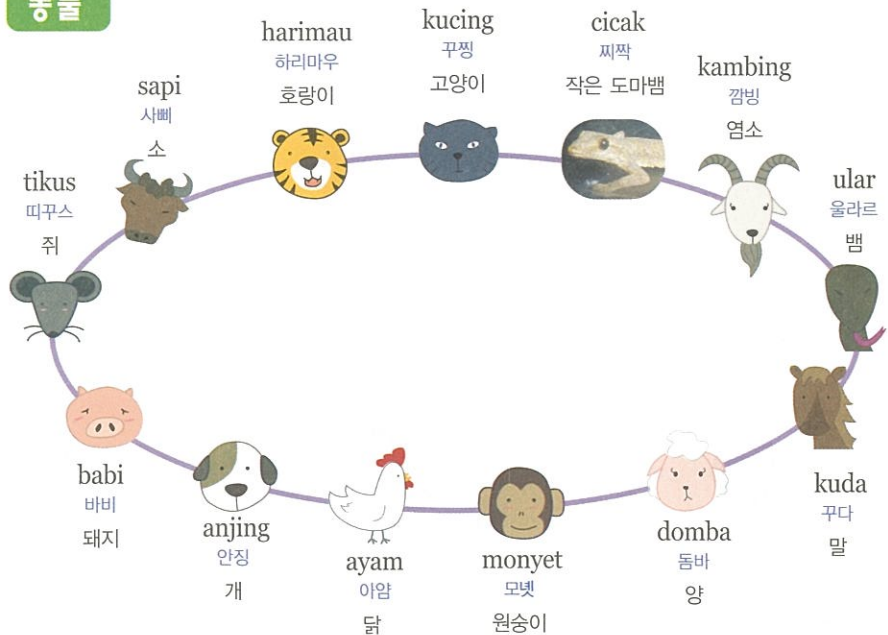 동물
harimau
하리마우
호랑이
kucing
꾸찡
고양이
cicak
찌짝
작은 도마뱀
kambing
깜빙
염소
sapi
사삐
소
tikus
띠꾸스
쥐
ular
울라르
뱀
babi
바비
돼지
anjing
안징
개
ayam
아얌
닭
monyet
모녯
원숭이
domba
돔바
양
kuda
꾸다
말